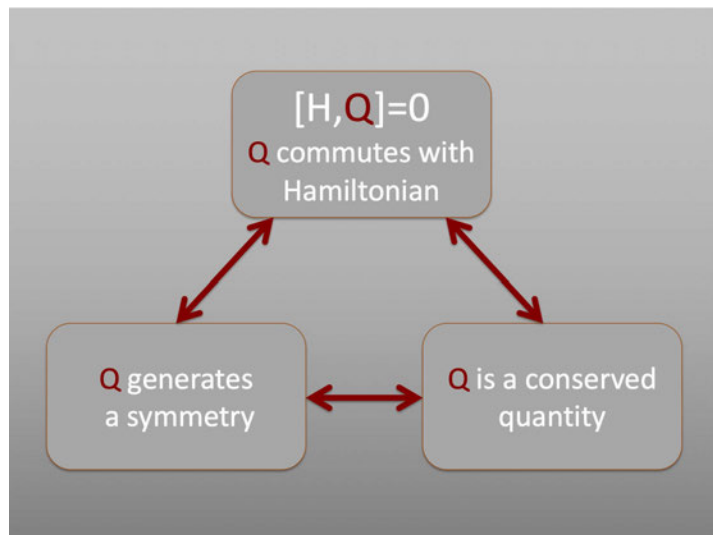 [H,Q]=0
Q commutes with
Hamiltonian
Q generates
a symmetry
Q is a conserved
quantity